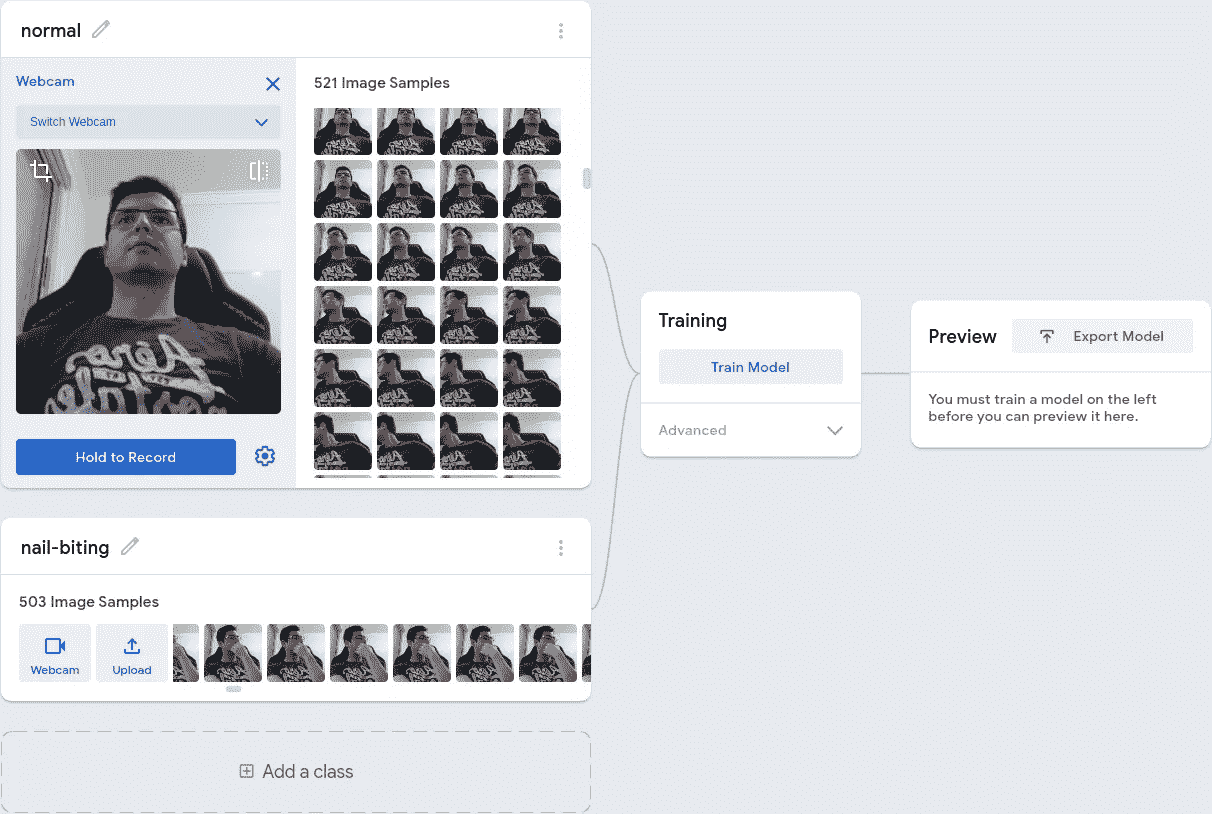 normal
Webcam
521 Image Samples
Switch Webcam
Hold to Record
nail-biting
503 Image Samples
Webcam
Upload
Add a class
Training
Train Model
Advanced
Preview
Export Model
You must train a model on the left
before you can preview it here.